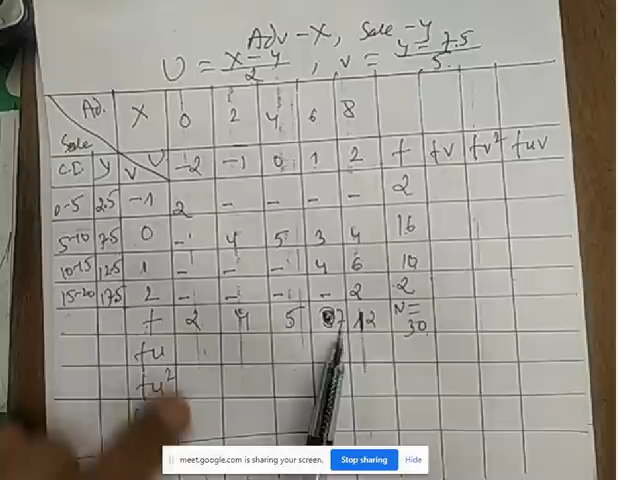 Adv - X, Sale - y
U = x-4/2, v = y = 7.5/5
Ad. X 0 2 4 6 8
Sale
C.I. y v U -2 -1 0 1 2 f fv fv² fuv
0-5 2.5 -1 2 - - - - 2
5-10 7.5 0 - 4 5 3 4 16
10-15 12.5 1 - - - 4 6 10
15-20 17.5 2 - - - - 2 2
f 2 4 5 7 12 N = 30
fu
fu²
meet.google.com is sharing your screen. Stop sharing Hide